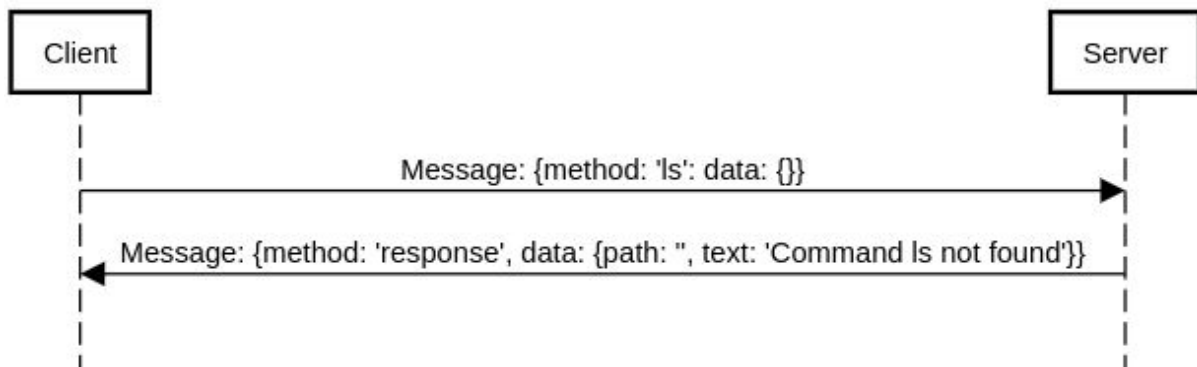 Client
Server
Message: {method: 'ls': data: {}}
Message: {method: 'response', data: {path: '', text: 'Command ls not found'}}